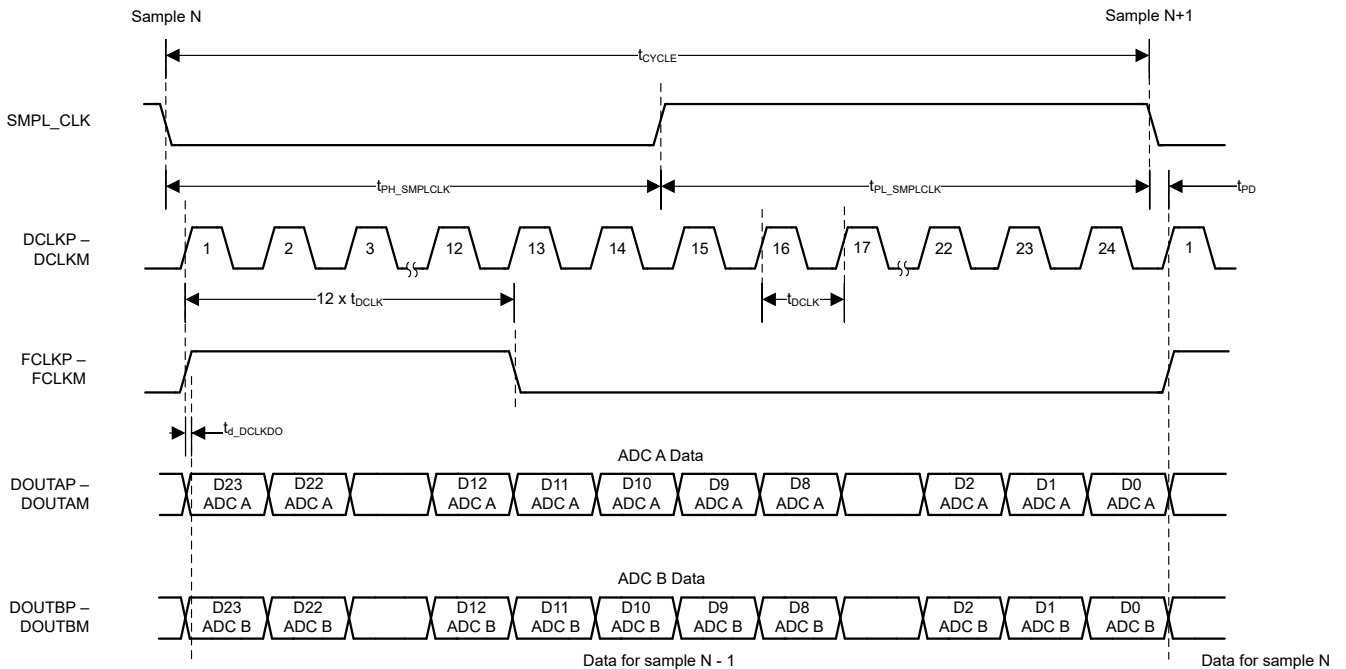 Sample N
Sample N+1
tCYCLE
SMPL_CLK
tPH_SMPLCLK
tPL_SMPLCLK
tPD
DCLKP –
DCLKM
1
2
3
12
13
14
15
16
17
22
23
24
1
12 x tDCLK
tDCLK
FCLKP –
FCLKM
td_DCLKDO
ADC A Data
DOUTAP –
DOUTAM
D23
ADC A
D22
ADC A
D12
ADC A
D11
ADC A
D10
ADC A
D9
ADC A
D8
ADC A
D2
ADC A
D1
ADC A
D0
ADC A
ADC B Data
DOUTBP –
DOUTBM
D23
ADC B
D22
ADC B
D12
ADC B
D11
ADC B
D10
ADC B
D9
ADC B
D8
ADC B
D2
ADC B
D1
ADC B
D0
ADC B
Data for sample N - 1
Data for sample N